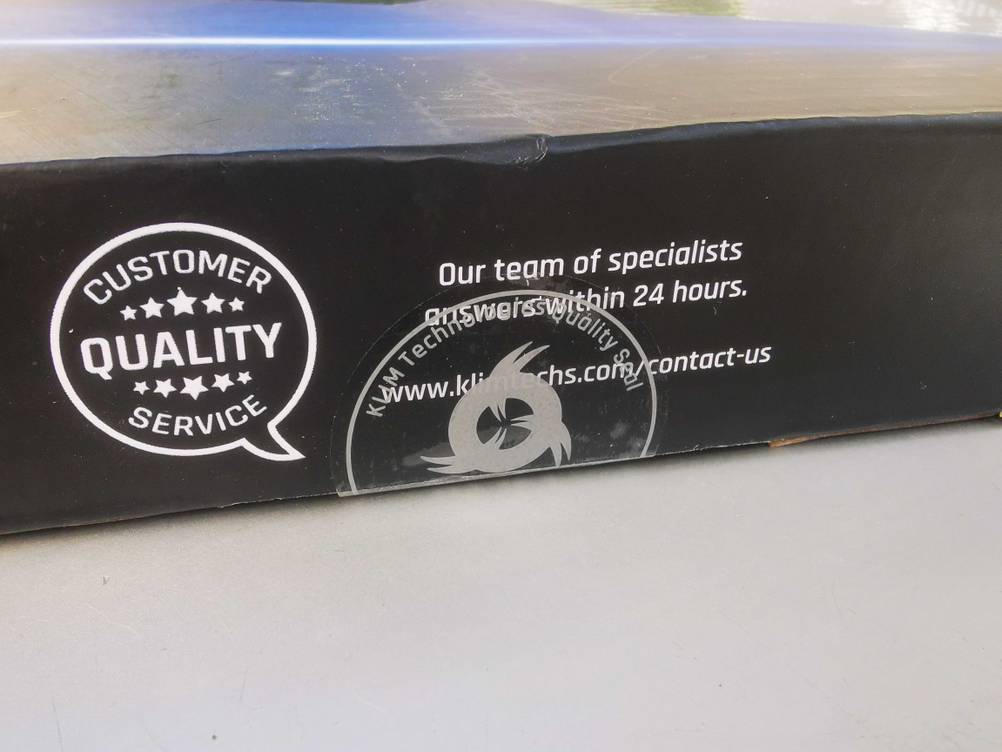 CUSTOMER
QUALITY
SERVICE
Our team of specialists
answers within 24 hours.
www.klimtechs.com/contact-us
KLIM Technologies Quality Seal